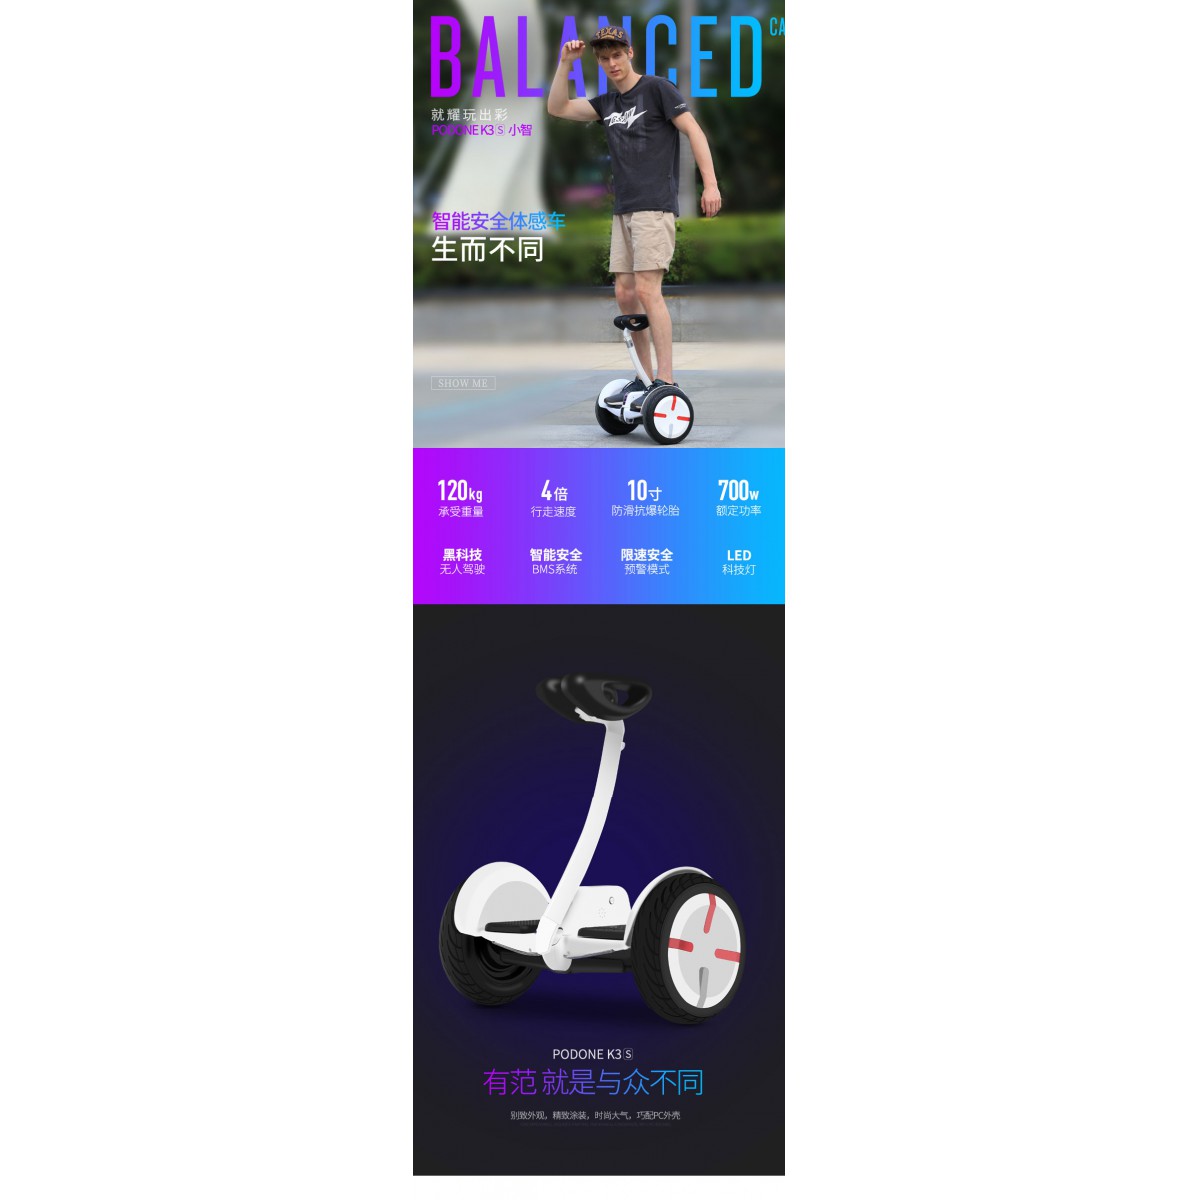 BALANCED
CA
TEXAS
就耀玩出彩
PODONE K3 S 小智
智能安全体感车
生而不同
SHOW ME
120kg 4倍 10寸 700w
承受重量 行走速度 防滑抗爆轮胎 额定功率
黑科技 智能安全 限速安全 LED
无人驾驶 BMS系统 预警模式 科技灯
PODONE K3 S
有范 就是与众不同
别致外观，精致涂装，时尚大气，巧配PC外壳